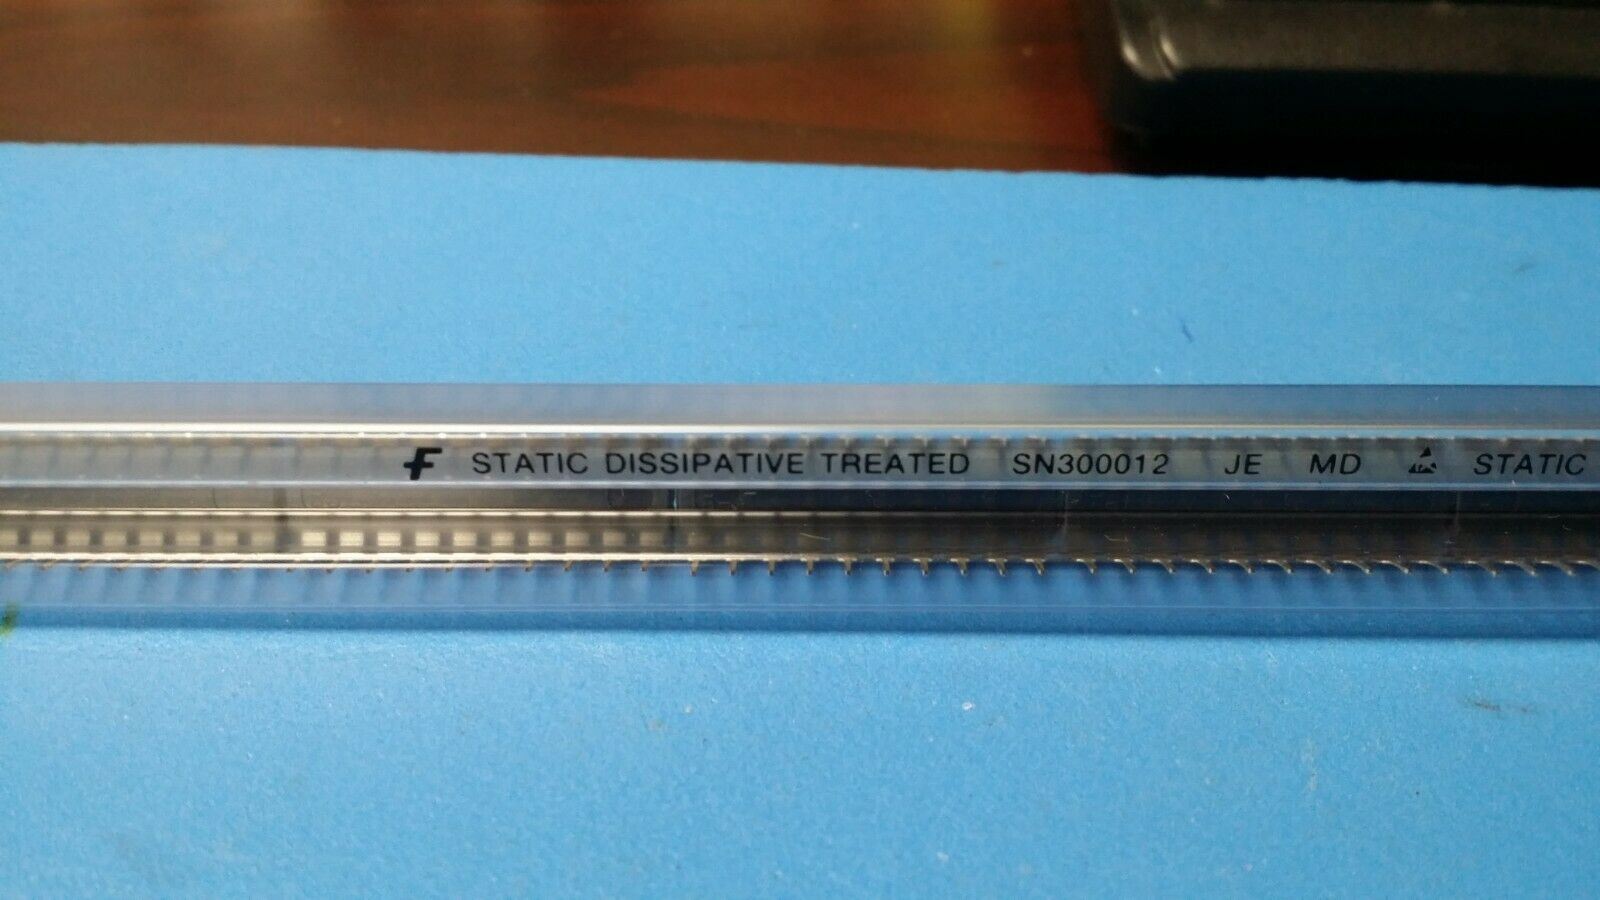 F STATIC DISSIPATIVE TREATED SN300012 JE MD STATIC